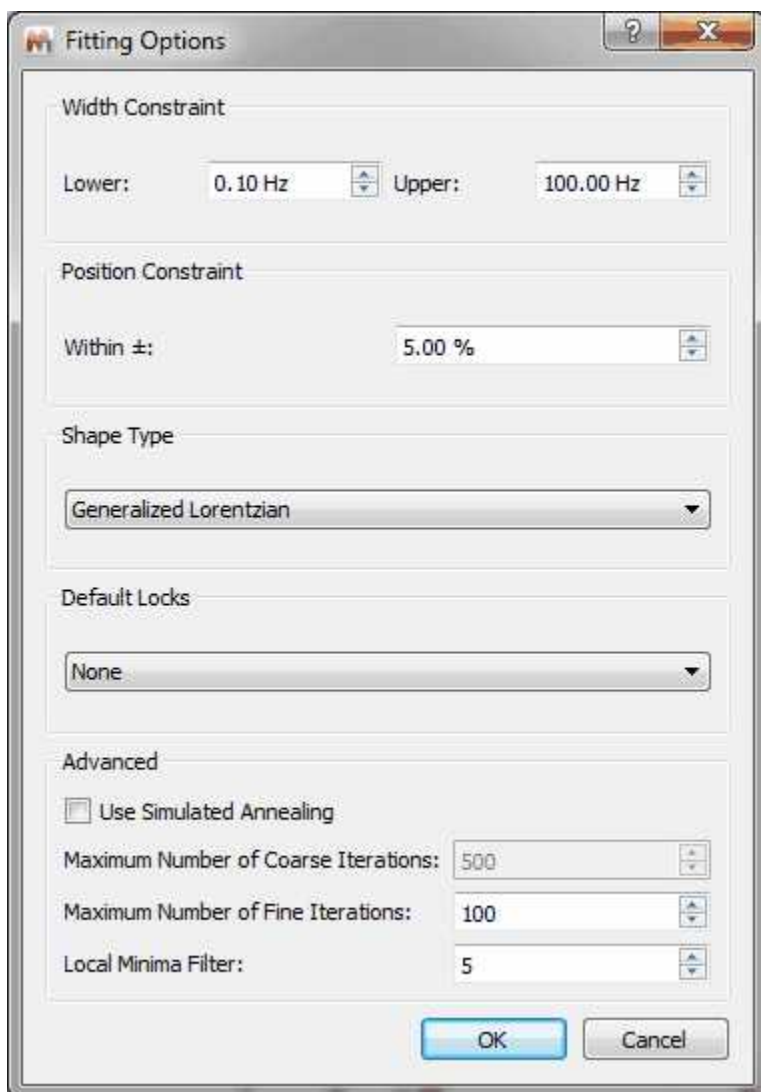 Fitting Options
Width Constraint
Lower: 0.10 Hz Upper: 100.00 Hz
Position Constraint
Within ±: 5.00 %
Shape Type
Generalized Lorentzian
Default Locks
None
Advanced
Use Simulated Annealing
Maximum Number of Coarse Iterations: 500
Maximum Number of Fine Iterations: 100
Local Minima Filter: 5
OK Cancel